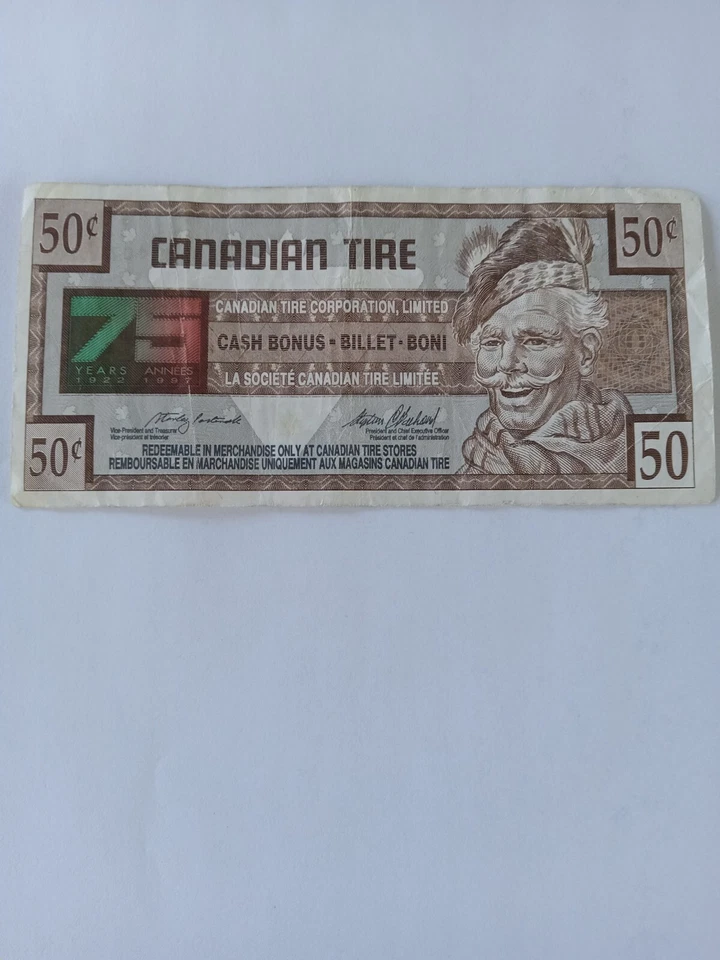 50¢
50¢
CANADIAN TIRE
75
YEARS ANNÉES
1922 1997
CANADIAN TIRE CORPORATION, LIMITED
CASH BONUS - BILLET - BONI
LA SOCIÉTÉ CANADIAN TIRE LIMITÉE
Vice-President and Treasurer
Vice-président et trésorier
President and Chief Executive Officer
Président et chef de l'administration
REDEEMABLE IN MERCHANDISE ONLY AT CANADIAN TIRE STORES
REMBOURSABLE EN MARCHANDISE UNIQUEMENT AUX MAGASINS CANADIAN TIRE
50¢
50